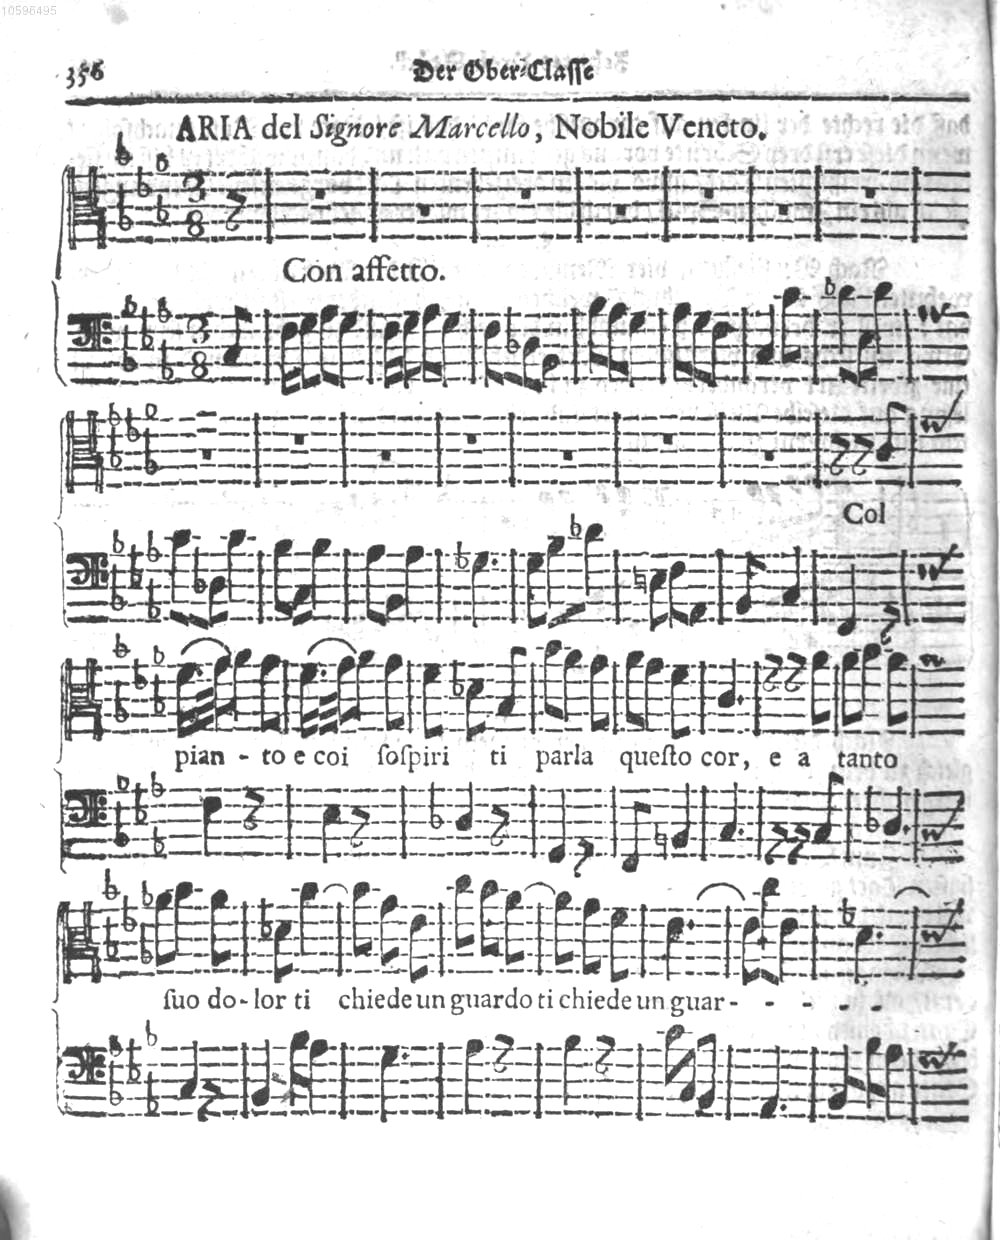 10596495
356 Der Ober-Classe
ARIA del Signore Marcello, Nobile Veneto.
Con affetto.
Col
pian - to e coi ſoſpiri ti parla queſto cor, e a tanto
ſuo do-lor ti chiede un guardo ti chiede un guar- - - - -